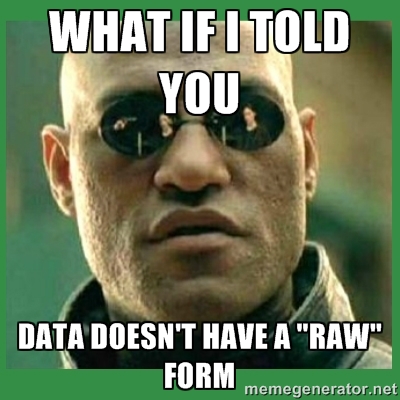 WHAT IF I TOLD
YOU
DATA DOESN'T HAVE A "RAW"
FORM
memegenerator.net